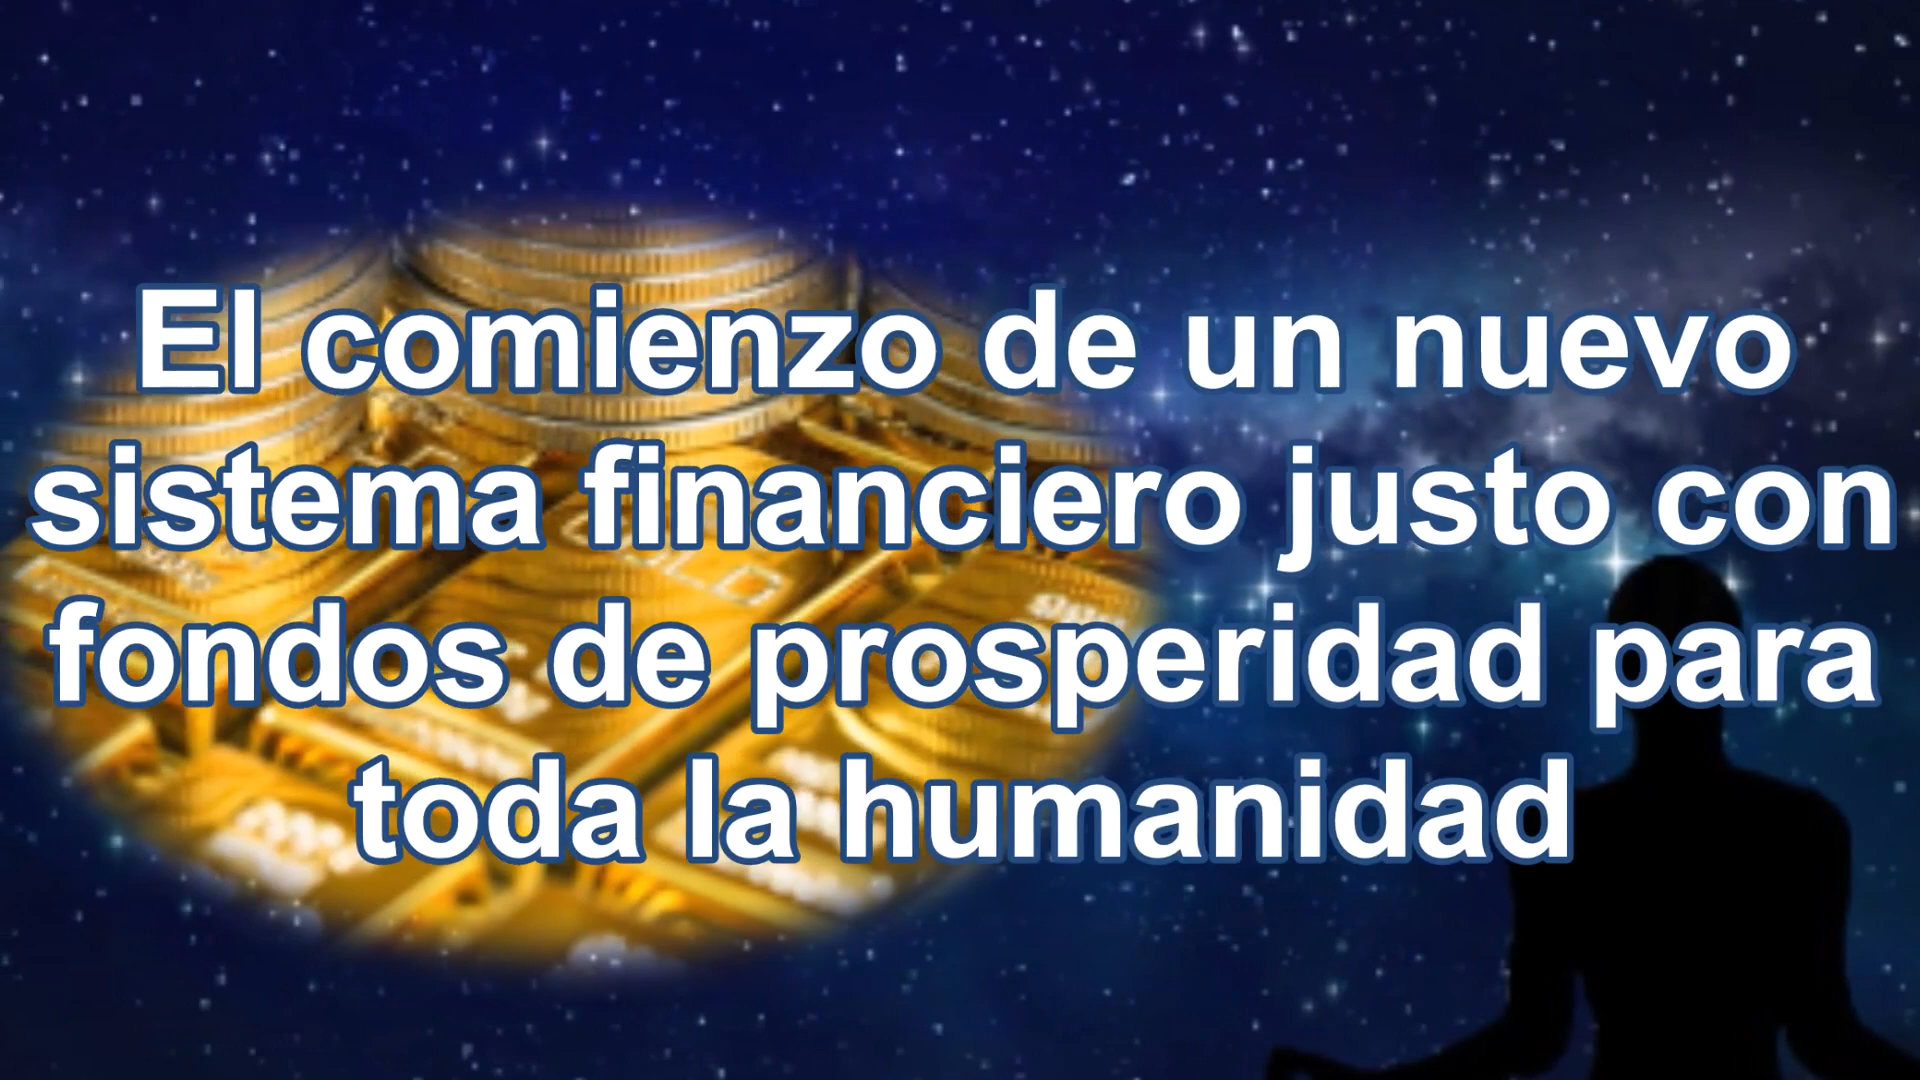 El comienzo de un nuevo
sistema financiero justo con
fondos de prosperidad para
toda la humanidad